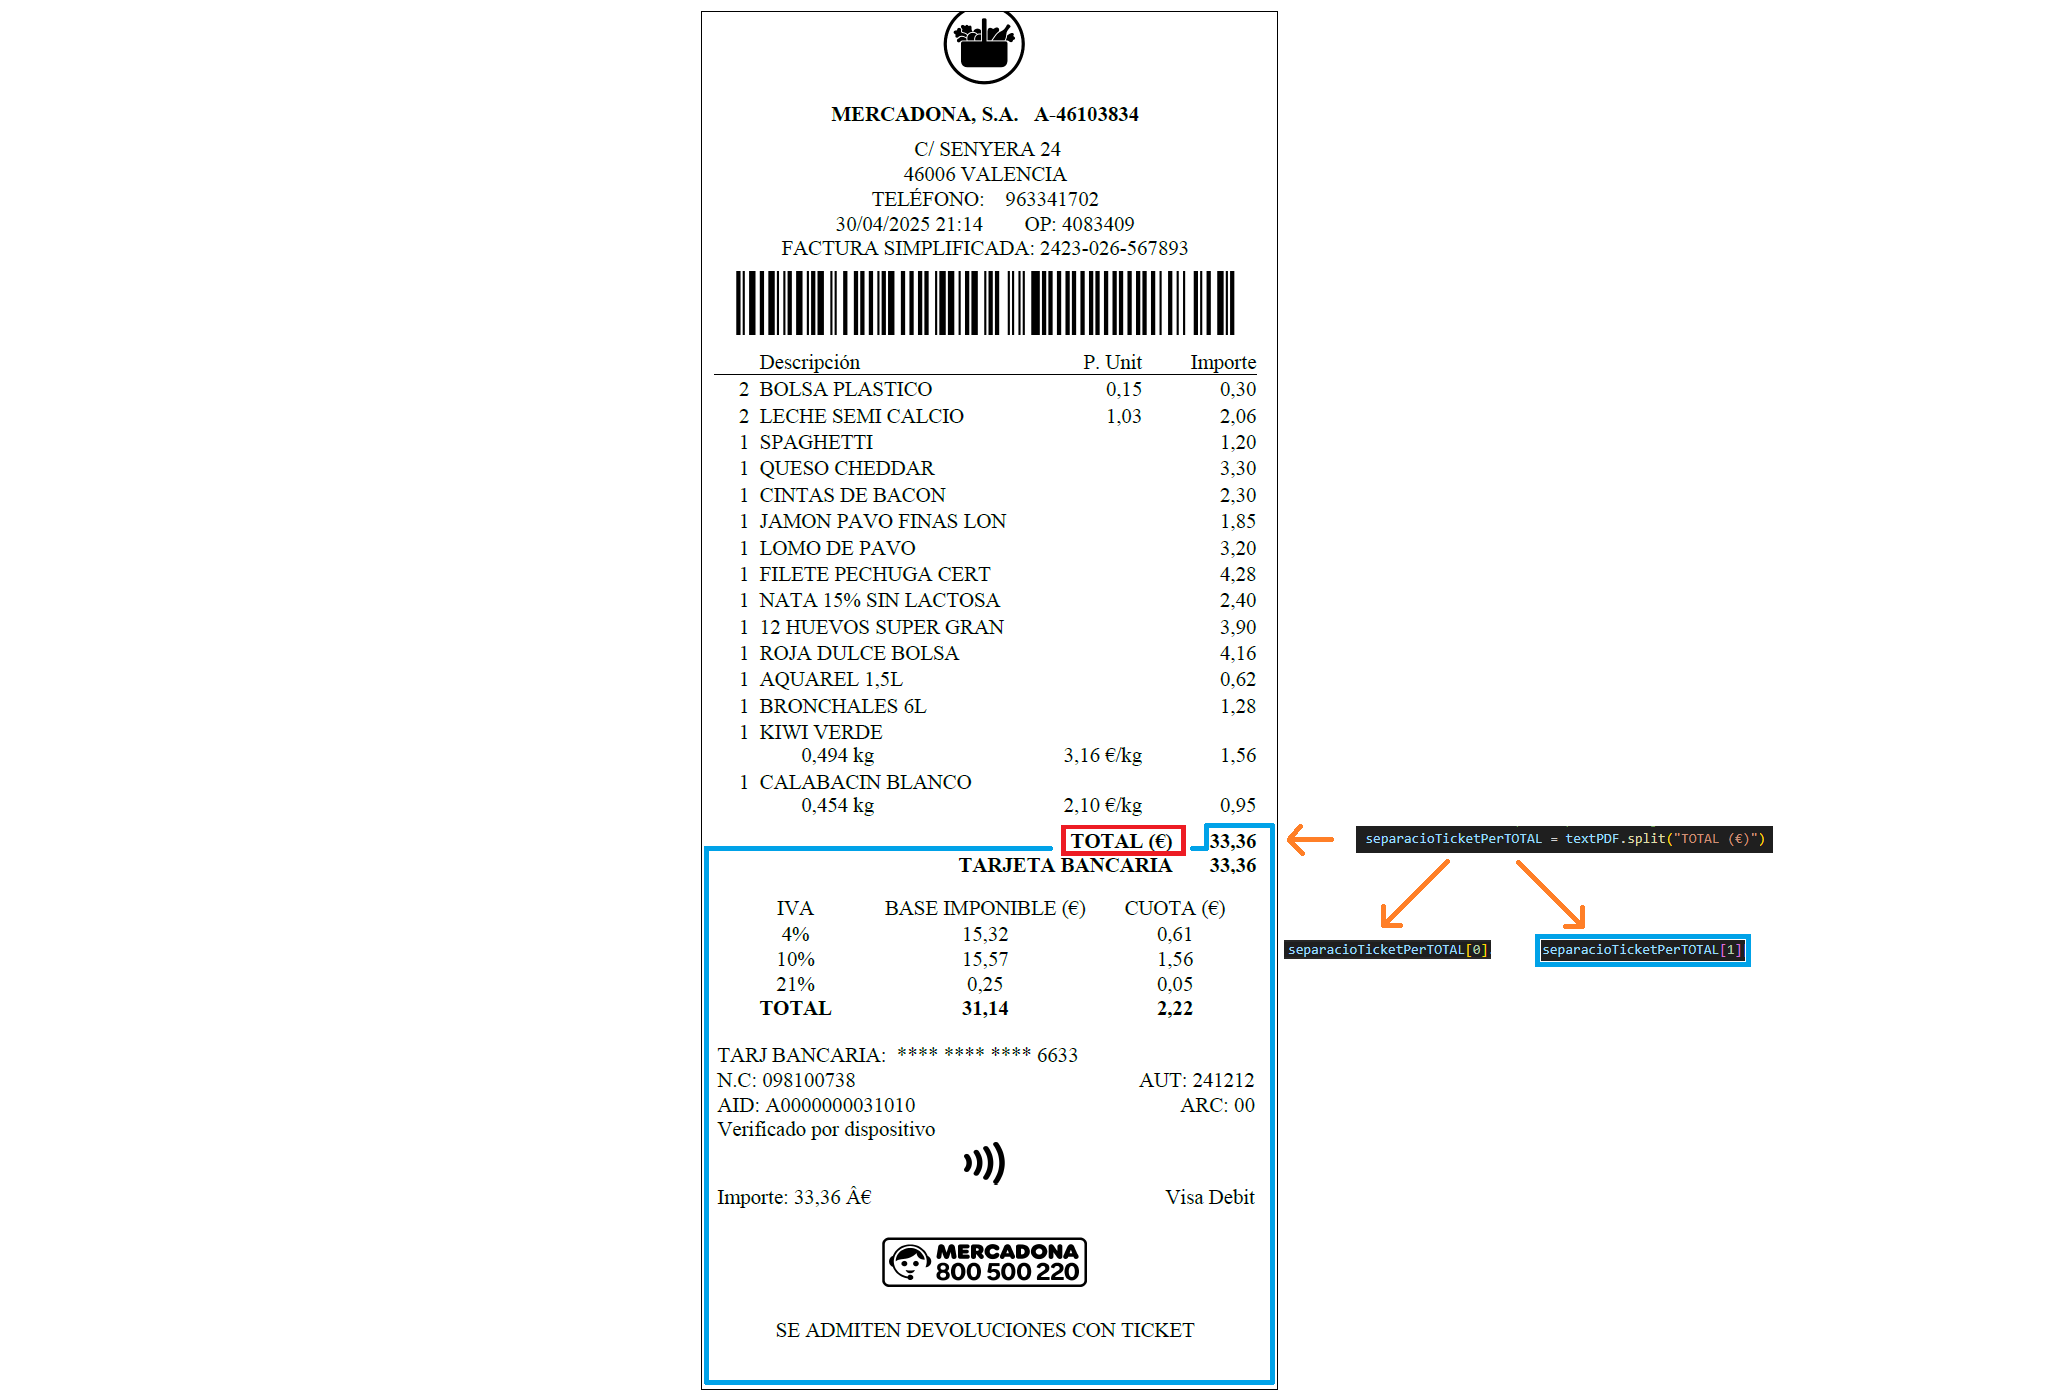 MERCADONA, S.A. A-46103834
C/ SENYERA 24
46006 VALENCIA
TELÉFONO: 963341702
30/04/2025 21:14 OP: 4083409
FACTURA SIMPLIFICADA: 2423-026-567893
Descripción P. Unit Importe
2 BOLSA PLASTICO 0,15 0,30
2 LECHE SEMI CALCIO 1,03 2,06
1 SPAGHETTI 1,20
1 QUESO CHEDDAR 3,30
1 CINTAS DE BACON 2,30
1 JAMON PAVO FINAS LON 1,85
1 LOMO DE PAVO 3,20
1 FILETE PECHUGA CERT 4,28
1 NATA 15% SIN LACTOSA 2,40
1 12 HUEVOS SUPER GRAN 3,90
1 ROJA DULCE BOLSA 4,16
1 AQUAREL 1,5L 0,62
1 BRONCHALES 6L 1,28
1 KIWI VERDE
0,494 kg 3,16 €/kg 1,56
1 CALABACIN BLANCO
0,454 kg 2,10 €/kg 0,95
TOTAL (€) 33,36
TARJETA BANCARIA 33,36
IVA BASE IMPONIBLE (€) CUOTA (€)
4% 15,32 0,61
10% 15,57 1,56
21% 0,25 0,05
TOTAL 31,14 2,22
TARJ BANCARIA: **** **** **** 6633
N.C: 098100738 AUT: 241212
AID: A0000000031010 ARC: 00
Verificado por dispositivo
Importe: 33,36 Â€ Visa Debit
MERCADONA
800 500 220
SE ADMITEN DEVOLUCIONES CON TICKET
separacioTicketPerTOTAL = textPDF.split("TOTAL (€)")
separacioTicketPerTOTAL[0]
separacioTicketPerTOTAL[1]